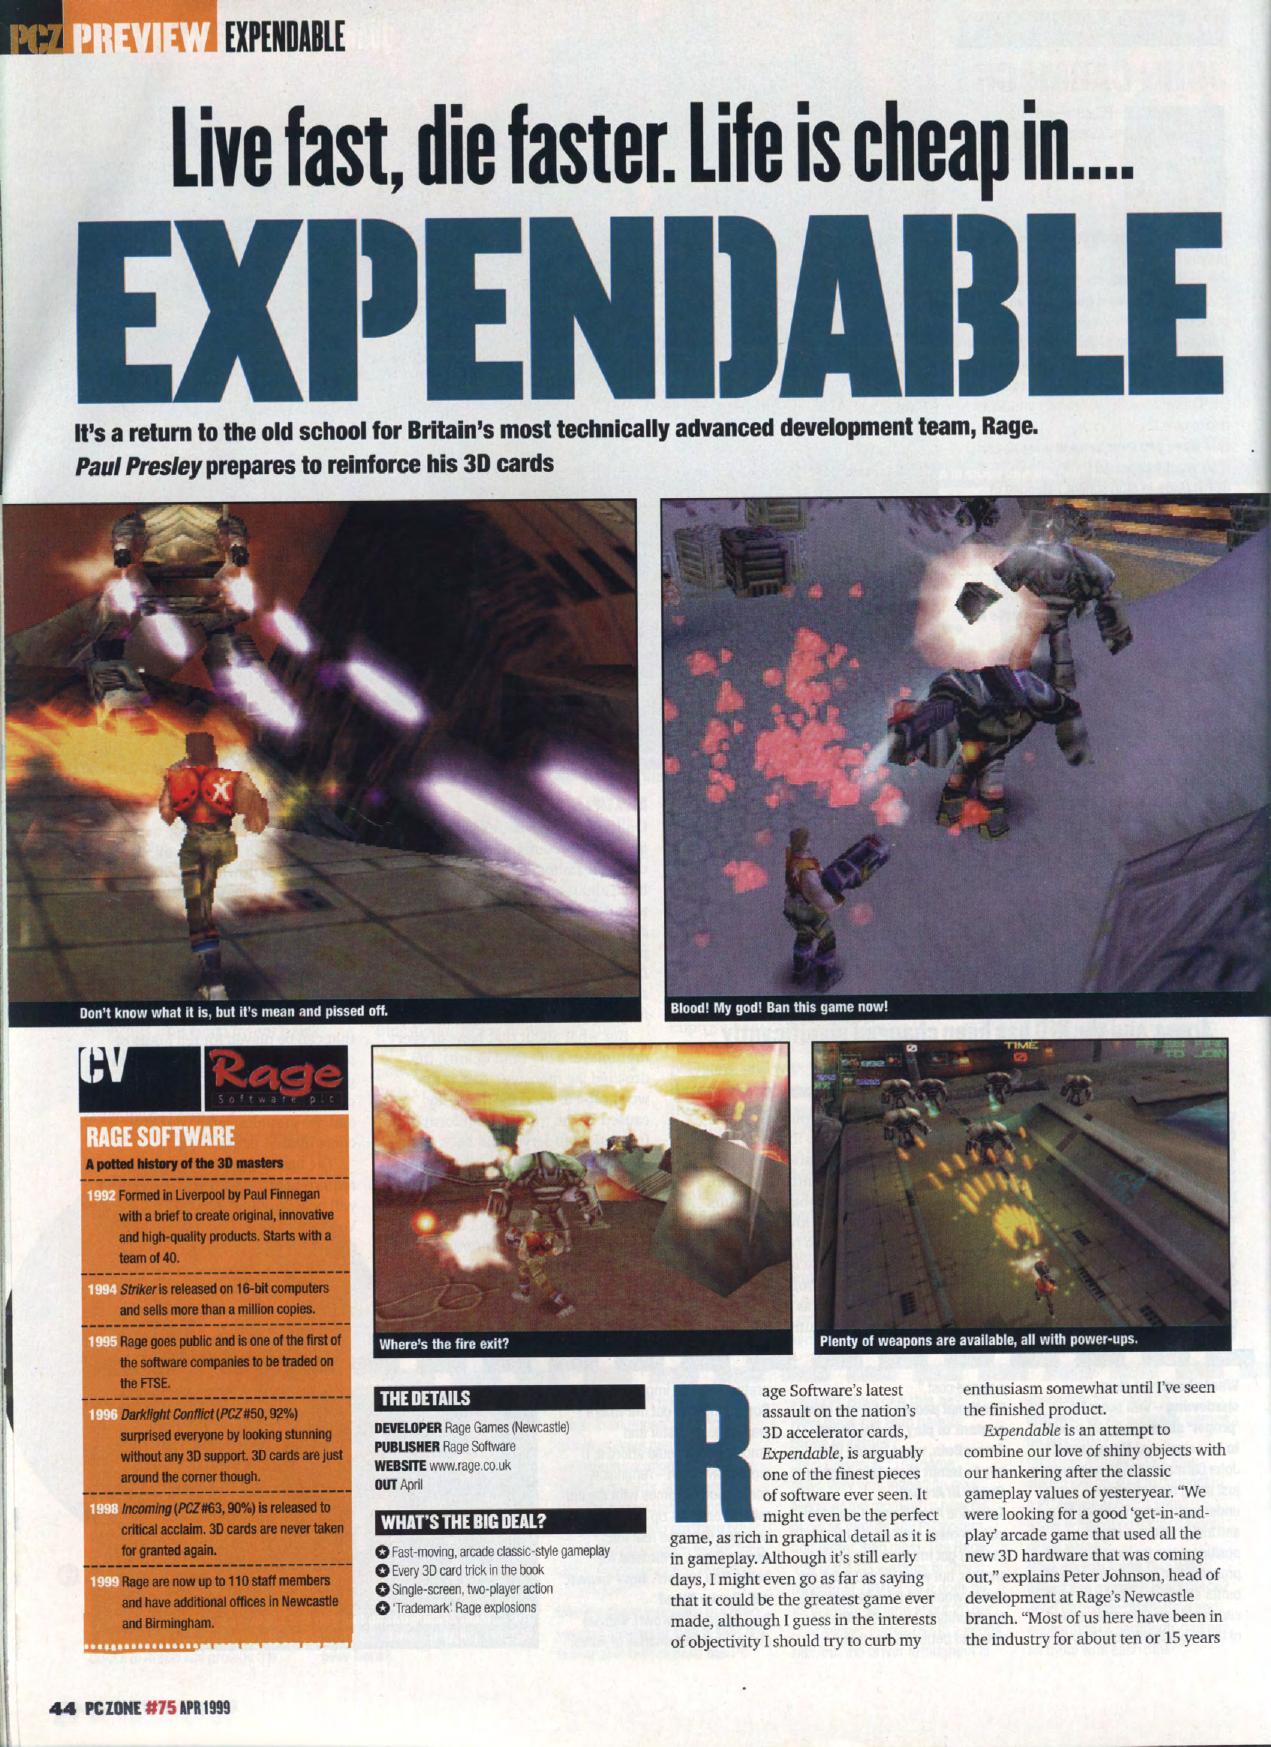 PCZ PREVIEW EXPENDABLE
Live fast, die faster. Life is cheap in....
EXPENDABLE
It's a return to the old school for Britain's most technically advanced development team, Rage.
Paul Presley prepares to reinforce his 3D cards
Don't know what it is, but it's mean and pissed off.
Blood! My god! Ban this game now!
CV
Rage
Software plc
RAGE SOFTWARE
A potted history of the 3D masters
1992 Formed in Liverpool by Paul Finnegan
with a brief to create original, innovative
and high-quality products. Starts with a
team of 40.
1994 Striker is released on 16-bit computers
and sells more than a million copies.
1995 Rage goes public and is one of the first of
the software companies to be traded on
the FTSE.
1996 Darklight Conflict (PCZ #50, 92%)
surprised everyone by looking stunning
without any 3D support. 3D cards are just
around the corner though.
1998 Incoming (PCZ #63, 90%) is released to
critical acclaim. 3D cards are never taken
for granted again.
1999 Rage are now up to 110 staff members
and have additional offices in Newcastle
and Birmingham.
Where's the fire exit?
TIME
0
0
PRESS FIRE
TO JOIN
Plenty of weapons are available, all with power-ups.
THE DETAILS
DEVELOPER Rage Games (Newcastle)
PUBLISHER Rage Software
WEBSITE www.rage.co.uk
OUT April
WHAT'S THE BIG DEAL?
Fast-moving, arcade classic-style gameplay
Every 3D card trick in the book
Single-screen, two-player action
'Trademark' Rage explosions
Rage Software's latest
assault on the nation's
3D accelerator cards,
Expendable, is arguably
one of the finest pieces
of software ever seen. It
might even be the perfect
game, as rich in graphical detail as it is
in gameplay. Although it's still early
days, I might even go as far as saying
that it could be the greatest game ever
made, although I guess in the interests
of objectivity I should try to curb my
enthusiasm somewhat until I've seen
the finished product.
Expendable is an attempt to
combine our love of shiny objects with
our hankering after the classic
gameplay values of yesteryear. "We
were looking for a good 'get-in-and-
play' arcade game that used all the
new 3D hardware that was coming
out," explains Peter Johnson, head of
development at Rage's Newcastle
branch. "Most of us here have been in
the industry for about ten or 15 years
44 PC ZONE #75 APR 1999